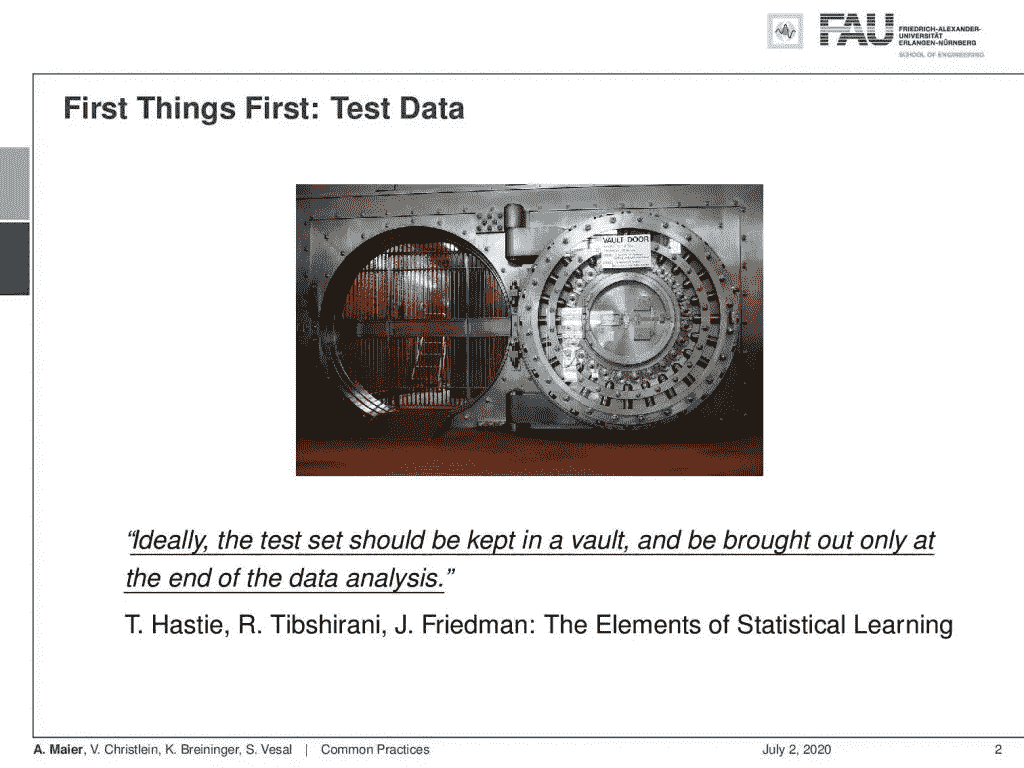 FAU
FRIEDRICH-ALEXANDER-
UNIVERSITÄT
ERLANGEN-NÜRNBERG
SCHOOL OF ENGINEERING
First Things First: Test Data
VAULT DOOR
“Ideally, the test set should be kept in a vault, and be brought out only at
the end of the data analysis.”
T. Hastie, R. Tibshirani, J. Friedman: The Elements of Statistical Learning
A. Maier, V. Christlein, K. Breininger, S. Vesal | Common Practices July 2, 2020 2